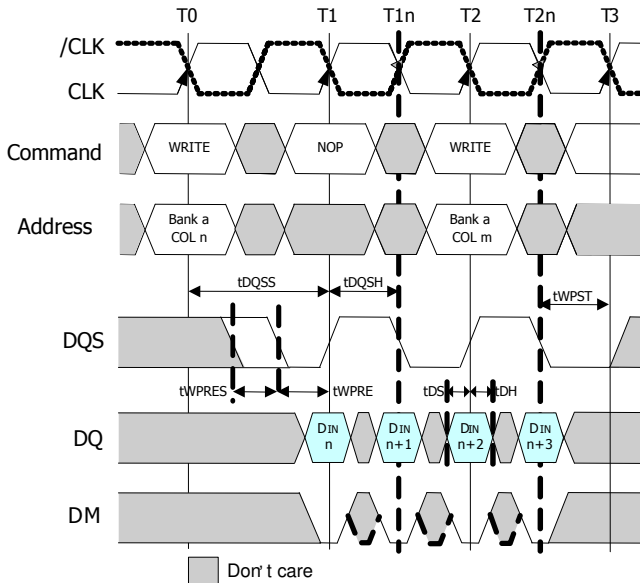 T0 T1 T1n T2 T2n T3
/CLK
CLK
Command WRITE NOP WRITE
Address Bank a COL n Bank a COL m
tDQSS tDQSH tWPST
DQS
tWPRES tWPRE tDS tDH
DQ DIN n DIN n+1 DIN n+2 DIN n+3
DM
Don't care